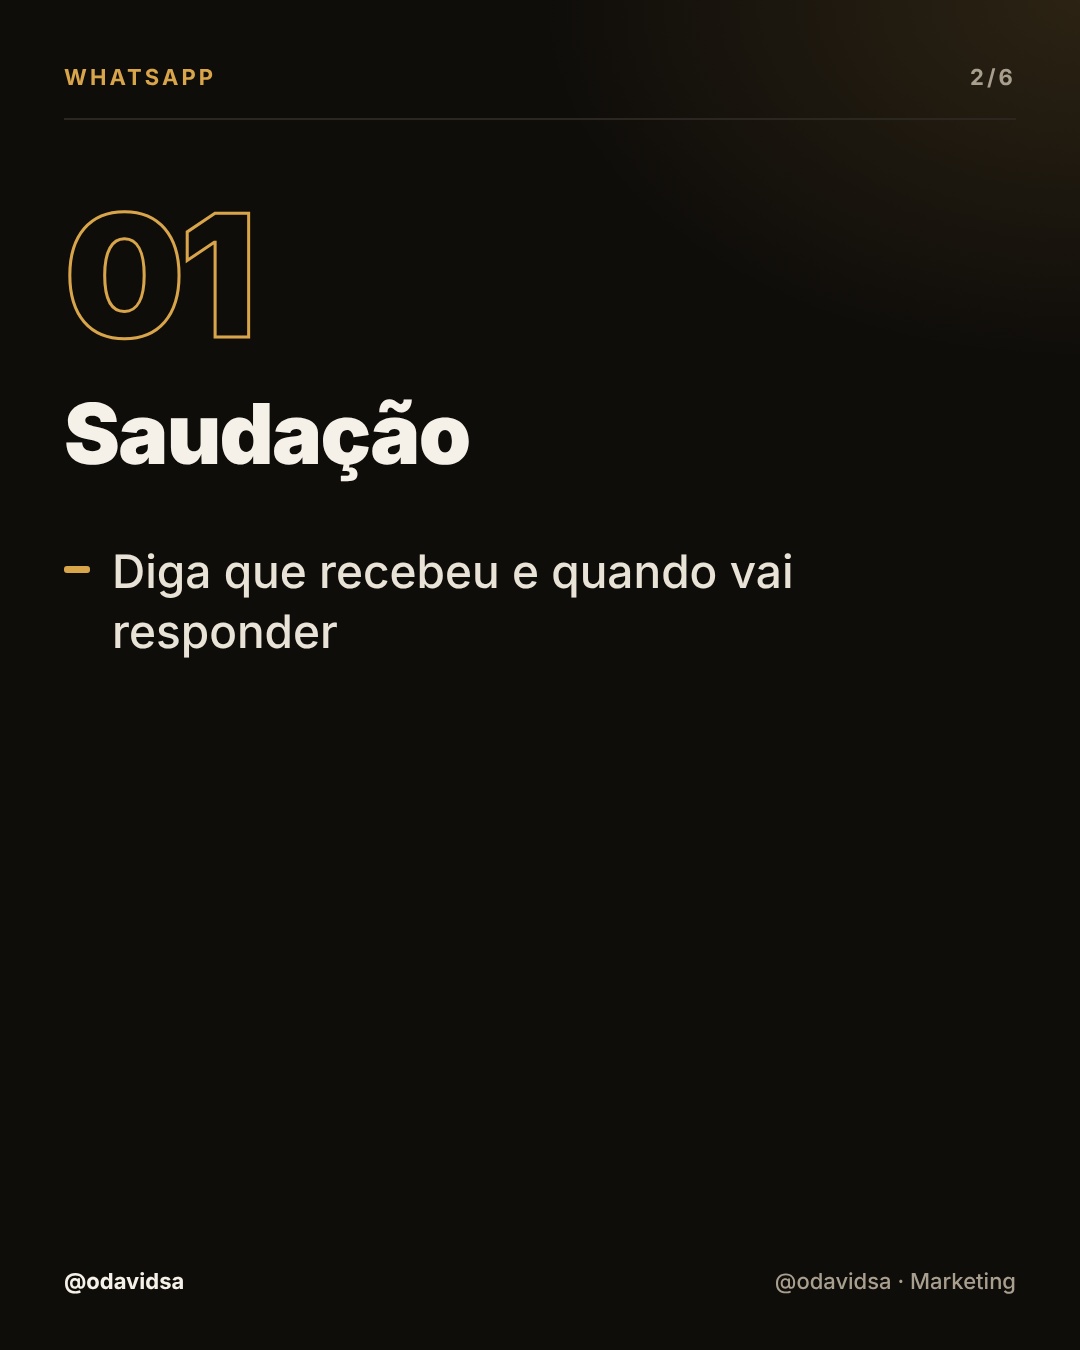 WHATSAPP
2/6
01
Saudação
Diga que recebeu e quando vai
responder
@odavidsa
@odavidsa · Marketing